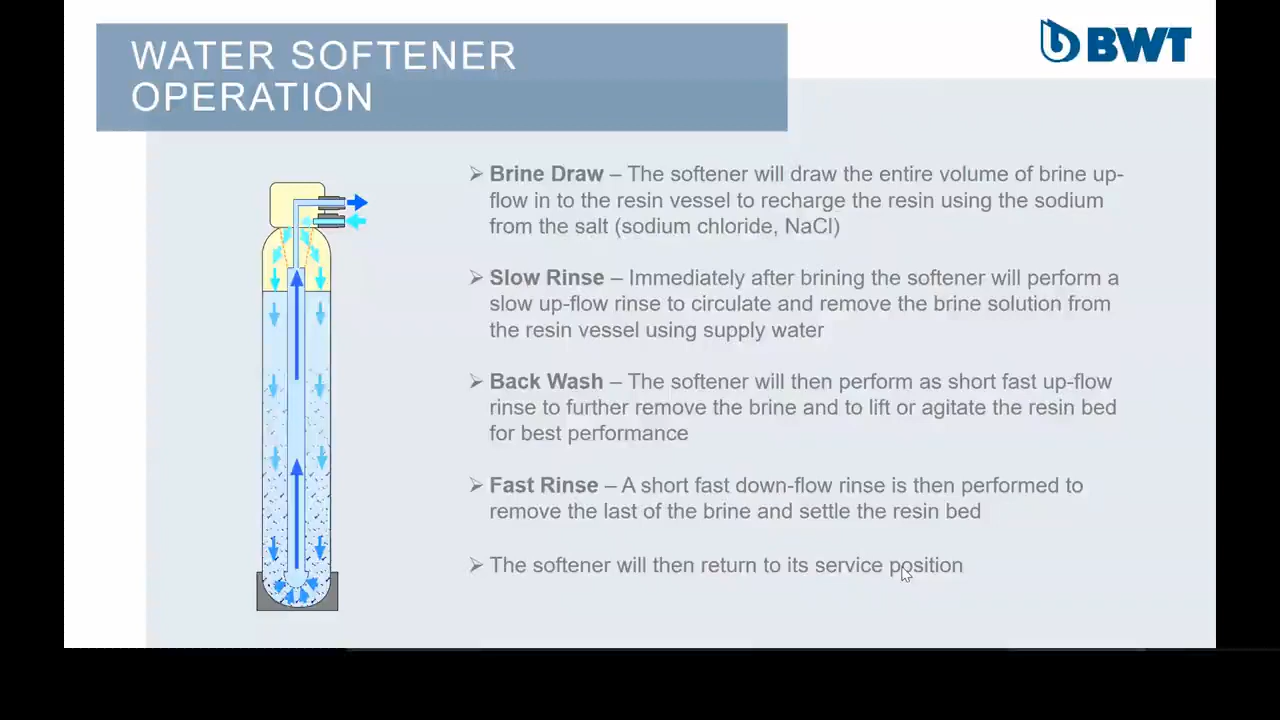 WATER SOFTENER
OPERATION
BWT
➢ Brine Draw – The softener will draw the entire volume of brine up-
flow in to the resin vessel to recharge the resin using the sodium
from the salt (sodium chloride, NaCl)
➢ Slow Rinse – Immediately after brining the softener will perform a
slow up-flow rinse to circulate and remove the brine solution from
the resin vessel using supply water
➢ Back Wash – The softener will then perform as short fast up-flow
rinse to further remove the brine and to lift or agitate the resin bed
for best performance
➢ Fast Rinse – A short fast down-flow rinse is then performed to
remove the last of the brine and settle the resin bed
➢ The softener will then return to its service position